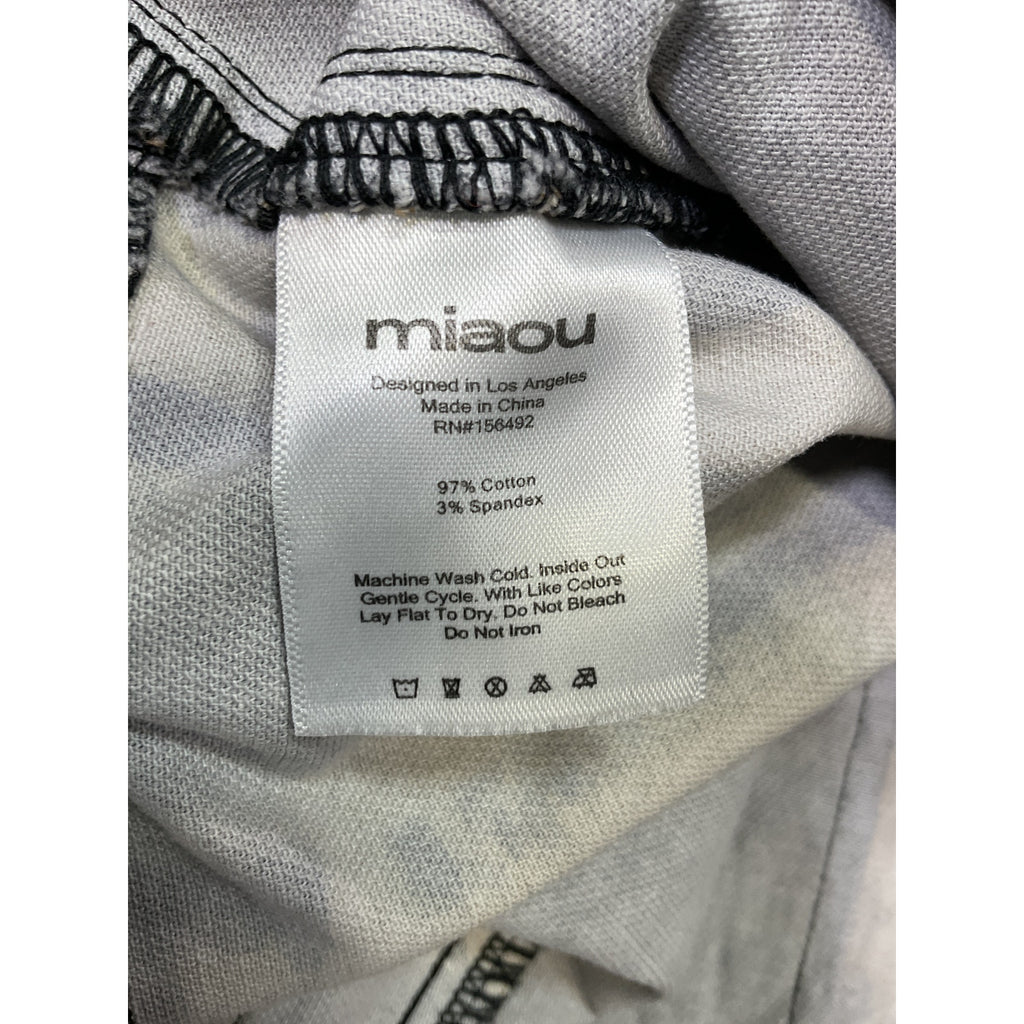 miaou
Designed in Los Angeles
Made in China
RN#156492
97% Cotton
3% Spandex
Machine Wash Cold. Inside Out
Gentle Cycle. With Like Colors
Lay Flat To Dry. Do Not Bleach
Do Not Iron